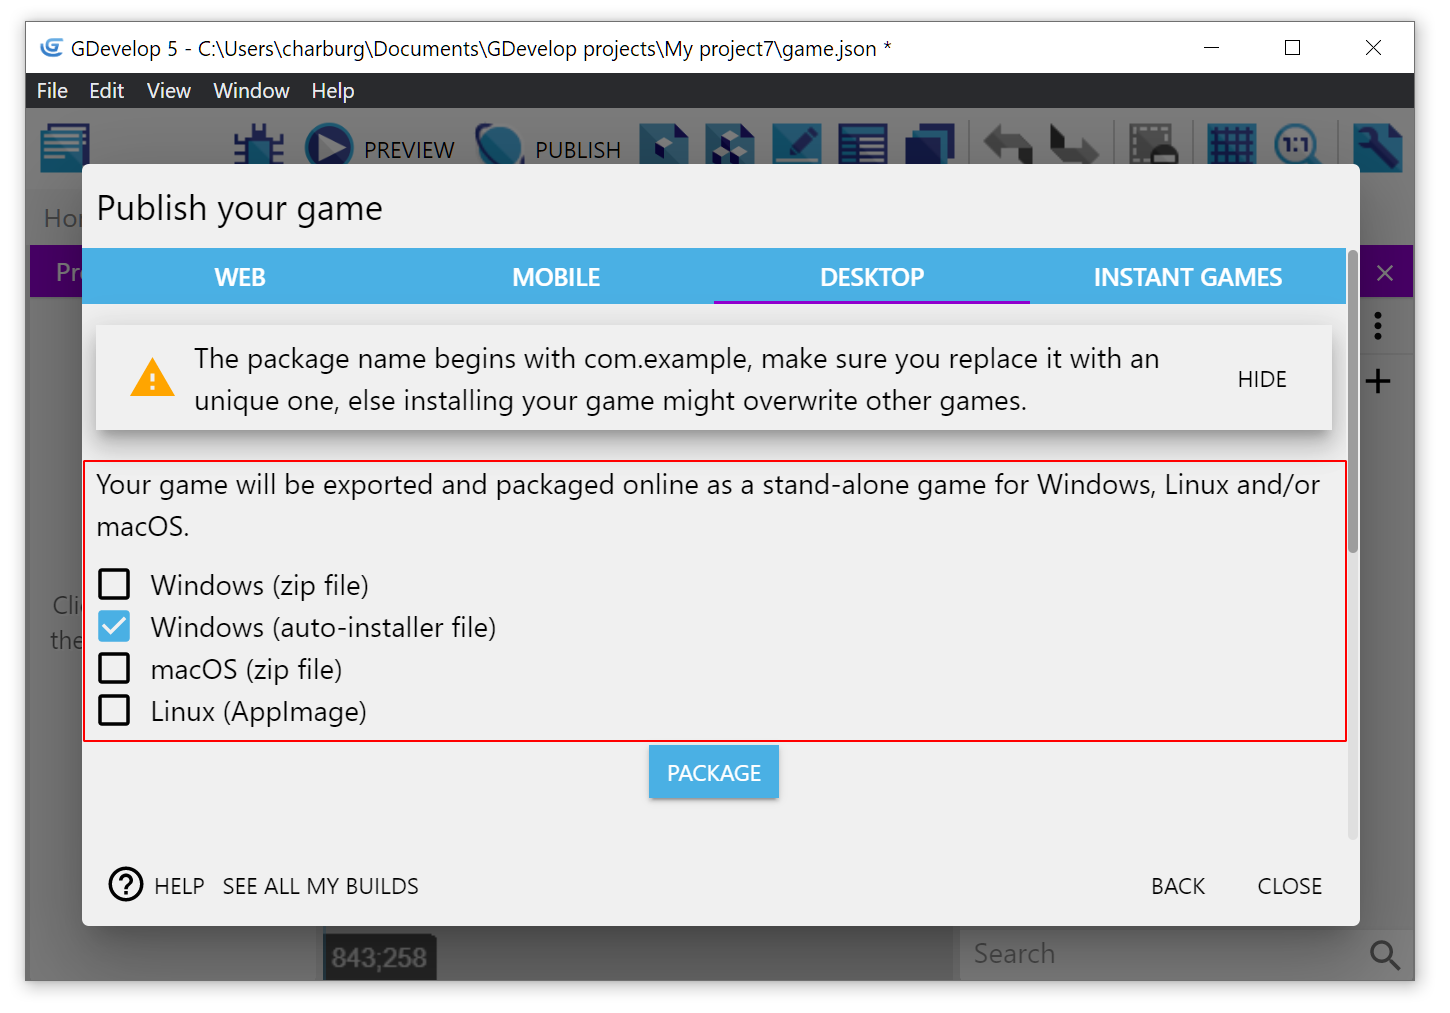 GDevelop 5 - C:\Users\charburg\Documents\GDevelop projects\My project7\game.json *
File Edit View Window Help
PREVIEW PUBLISH 1:1
Publish your game
WEB MOBILE DESKTOP INSTANT GAMES
The package name begins with com.example, make sure you replace it with an
unique one, else installing your game might overwrite other games.
HIDE
Your game will be exported and packaged online as a stand-alone game for Windows, Linux and/or
macOS.
Windows (zip file)
Windows (auto-installer file)
macOS (zip file)
Linux (AppImage)
PACKAGE
HELP SEE ALL MY BUILDS BACK CLOSE
843;258
Search